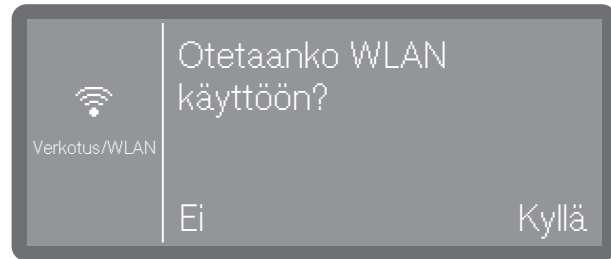 Verkotus/WLAN
Otetaanko WLAN
käyttöön?
Ei
Kyllä